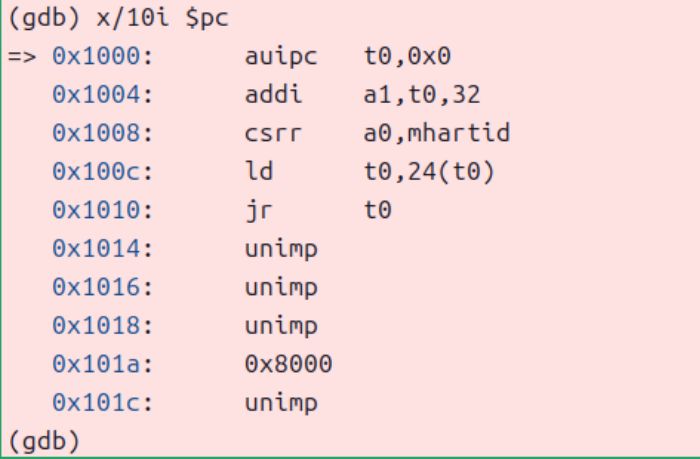 (gdb) x/10i $pc
=> 0x1000: auipc t0,0x0
0x1004: addi a1,t0,32
0x1008: csrr a0,mhartid
0x100c: ld t0,24(t0)
0x1010: jr t0
0x1014: unimp
0x1016: unimp
0x1018: unimp
0x101a: 0x8000
0x101c: unimp
(gdb)